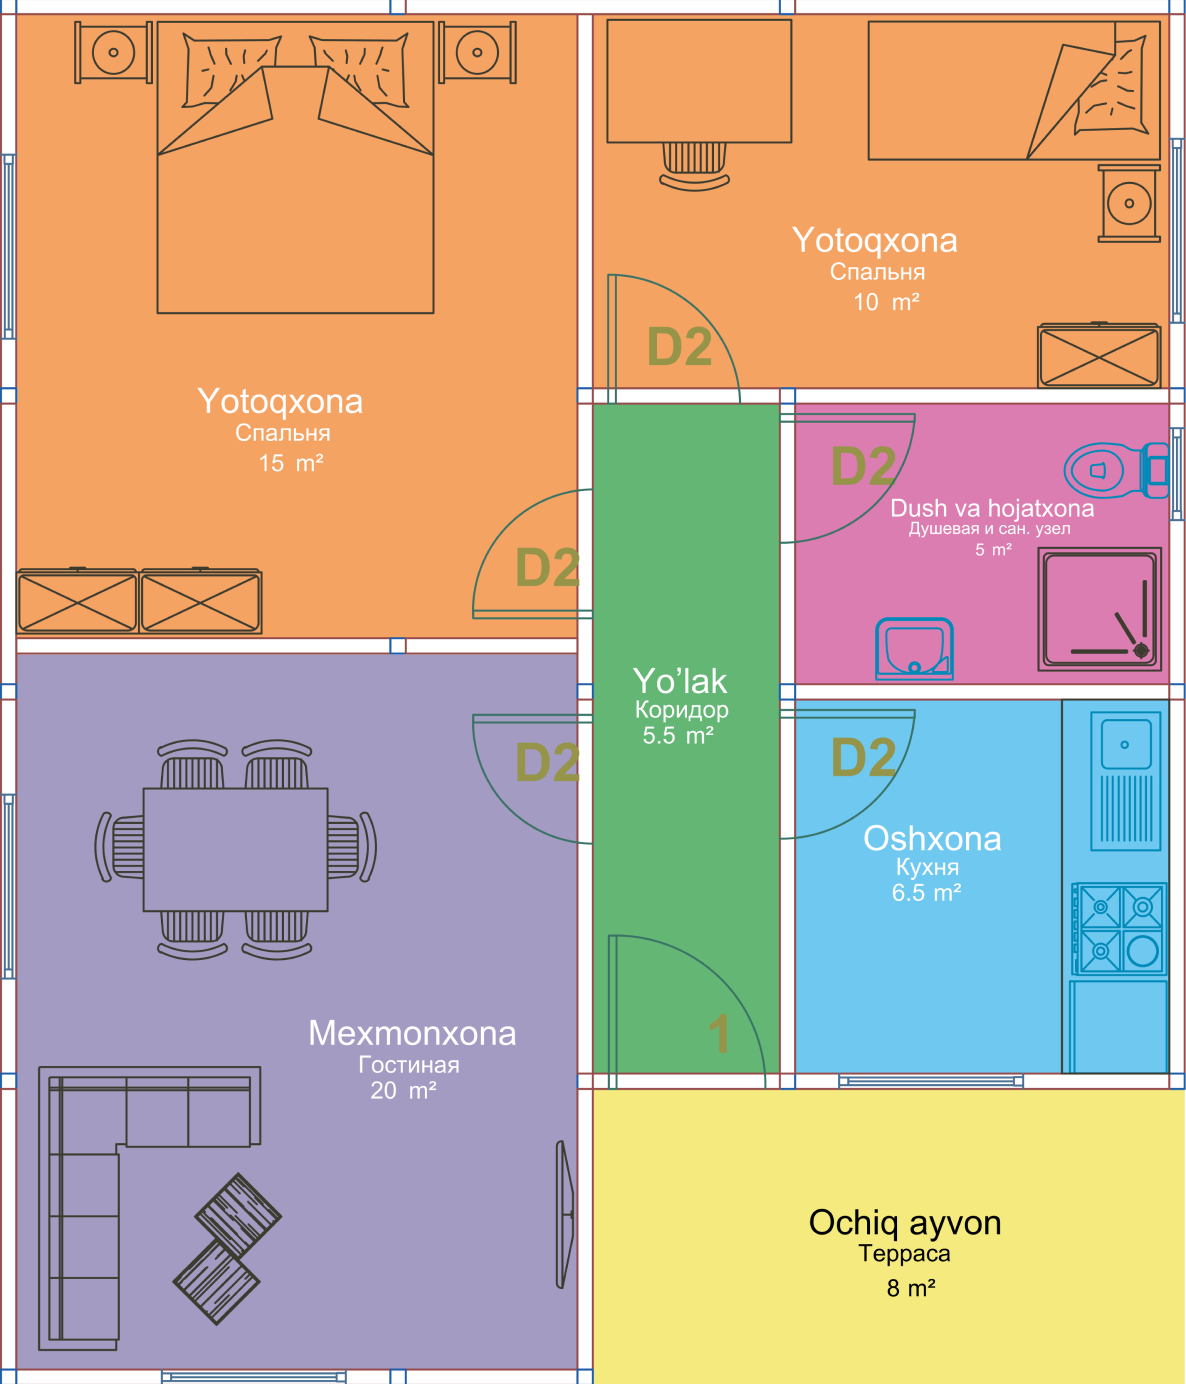 Yotoqxona
Спальня
10 m²
D2
Yotoqxona
Спальня
15 m²
D2
D2
Dush va hojatxona
Душевая и сан. узел
5 m²
Yo’lak
Коридор
5.5 m²
D2
D2
Oshxona
Кухня
6.5 m²
Mexmonxona
Гостиная
20 m²
1
Ochiq ayvon
Терраса
8 m²